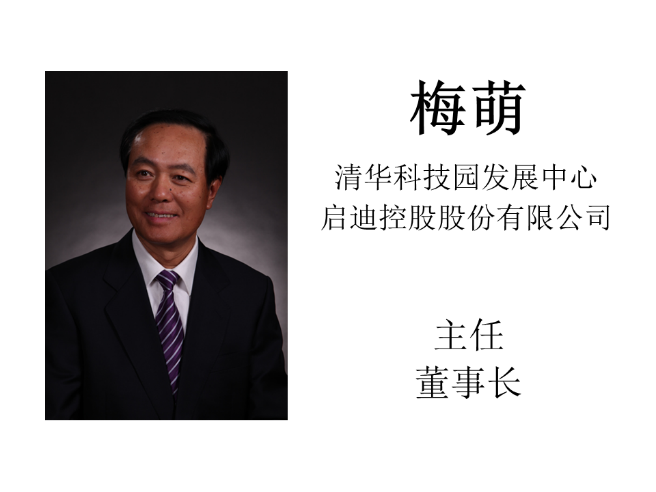 梅萌
清华科技园发展中心
启迪控股股份有限公司
主任
董事长